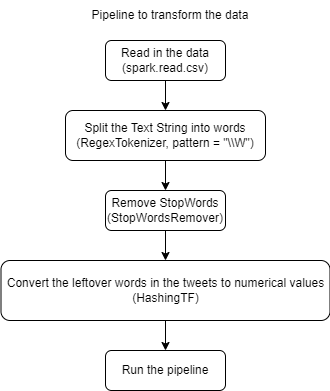 Pipeline to transform the data
Read in the data
(spark.read.csv)
Split the Text String into words
(RegexTokenizer, pattern = "\\W")
Remove StopWords
(StopWordsRemover)
Convert the leftover words in the tweets to numerical values
(HashingTF)
Run the pipeline